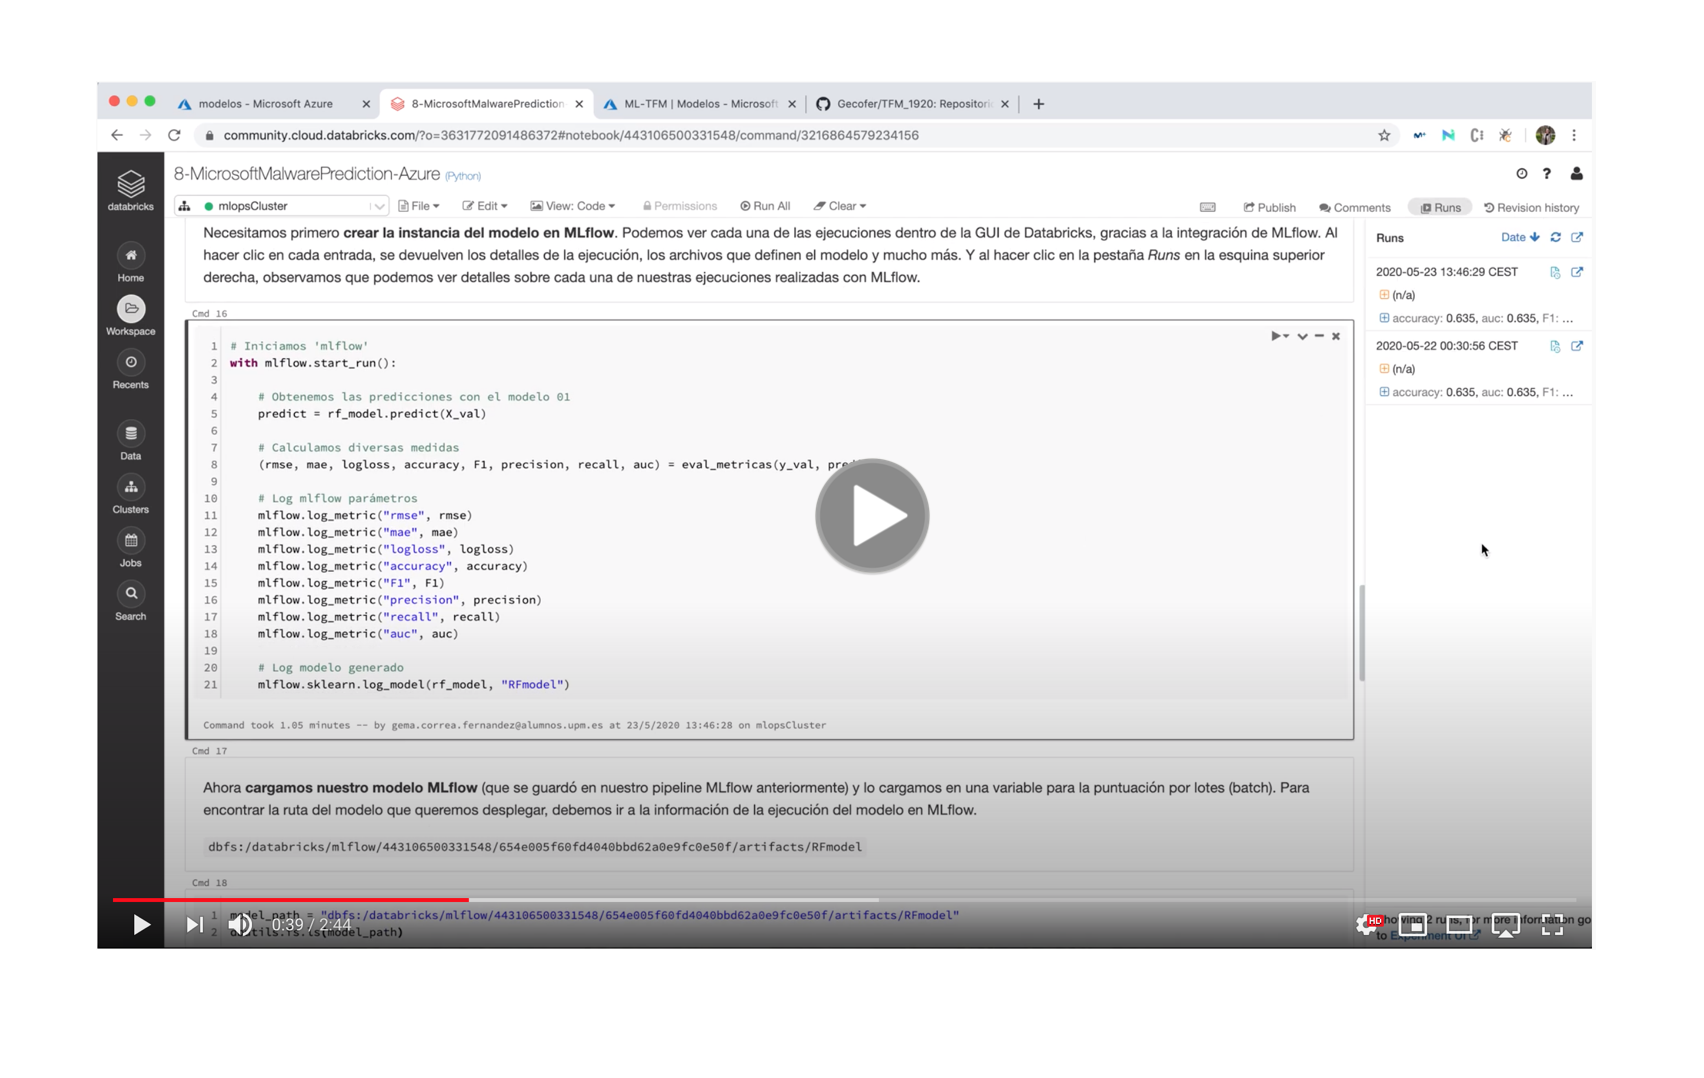 modelos - Microsoft Azure
8-MicrosoftMalwarePrediction
ML-TFM | Modelos - Microsoft
Gecofer/TFM_1920: Repositori
community.cloud.databricks.com/?o=3631772091486372#notebook/443106500331548/command/3216864579234156
databricks
Home
Workspace
Recents
Data
Clusters
Jobs
Search
8-MicrosoftMalwarePrediction-Azure (Python)
mlopsCluster File Edit View: Code Permissions Run All Clear
Publish Comments Runs Revision history
Necesitamos primero crear la instancia del modelo en MLflow. Podemos ver cada una de las ejecuciones dentro de la GUI de Databricks, gracias a la integración de MLflow. Al
hacer clic en cada entrada, se devuelven los detalles de la ejecución, los archivos que definen el modelo y mucho más. Y al hacer clic en la pestaña Runs en la esquina superior
derecha, observamos que podemos ver detalles sobre cada una de nuestras ejecuciones realizadas con MLflow.
Cmd 16
1 # Iniciamos 'mlflow'
2 with mlflow.start_run():
3
4 # Obtenemos las predicciones con el modelo 01
5 predict = rf_model.predict(X_val)
6
7 # Calculamos diversas medidas
8 (rmse, mae, logloss, accuracy, F1, precision, recall, auc) = eval_metricas(y_val, pre
9
10 # Log mlflow parámetros
11 mlflow.log_metric("rmse", rmse)
12 mlflow.log_metric("mae", mae)
13 mlflow.log_metric("logloss", logloss)
14 mlflow.log_metric("accuracy", accuracy)
15 mlflow.log_metric("F1", F1)
16 mlflow.log_metric("precision", precision)
17 mlflow.log_metric("recall", recall)
18 mlflow.log_metric("auc", auc)
19
20 # Log modelo generado
21 mlflow.sklearn.log_model(rf_model, "RFmodel")
Command took 1.05 minutes -- by gema.correa.fernandez@alumnos.upm.es at 23/5/2020 13:46:28 on mlopsCluster
Cmd 17
Ahora cargamos nuestro modelo MLflow (que se guardó en nuestro pipeline MLflow anteriormente) y lo cargamos en una variable para la puntuación por lotes (batch). Para
encontrar la ruta del modelo que queremos desplegar, debemos ir a la información de la ejecución del modelo en MLflow.
dbfs:/databricks/mlflow/443106500331548/654e005f60fd4040bbd62a0e9fc0e50f/artifacts/RFmodel
Cmd 18
1 model_path = "dbfs:/databricks/mlflow/443106500331548/654e005f60fd4040bbd62a0e9fc0e50f/artifacts/RFmodel"
2 dbutils.fs.ls(model_path)
0:39 / 2:44
Runs Date
2020-05-23 13:46:29 CEST
(n/a)
accuracy: 0.635, auc: 0.635, F1: ...
2020-05-22 00:30:56 CEST
(n/a)
accuracy: 0.635, auc: 0.635, F1: ...
howing 2 runs, for more information go
to Experiment UI
HD